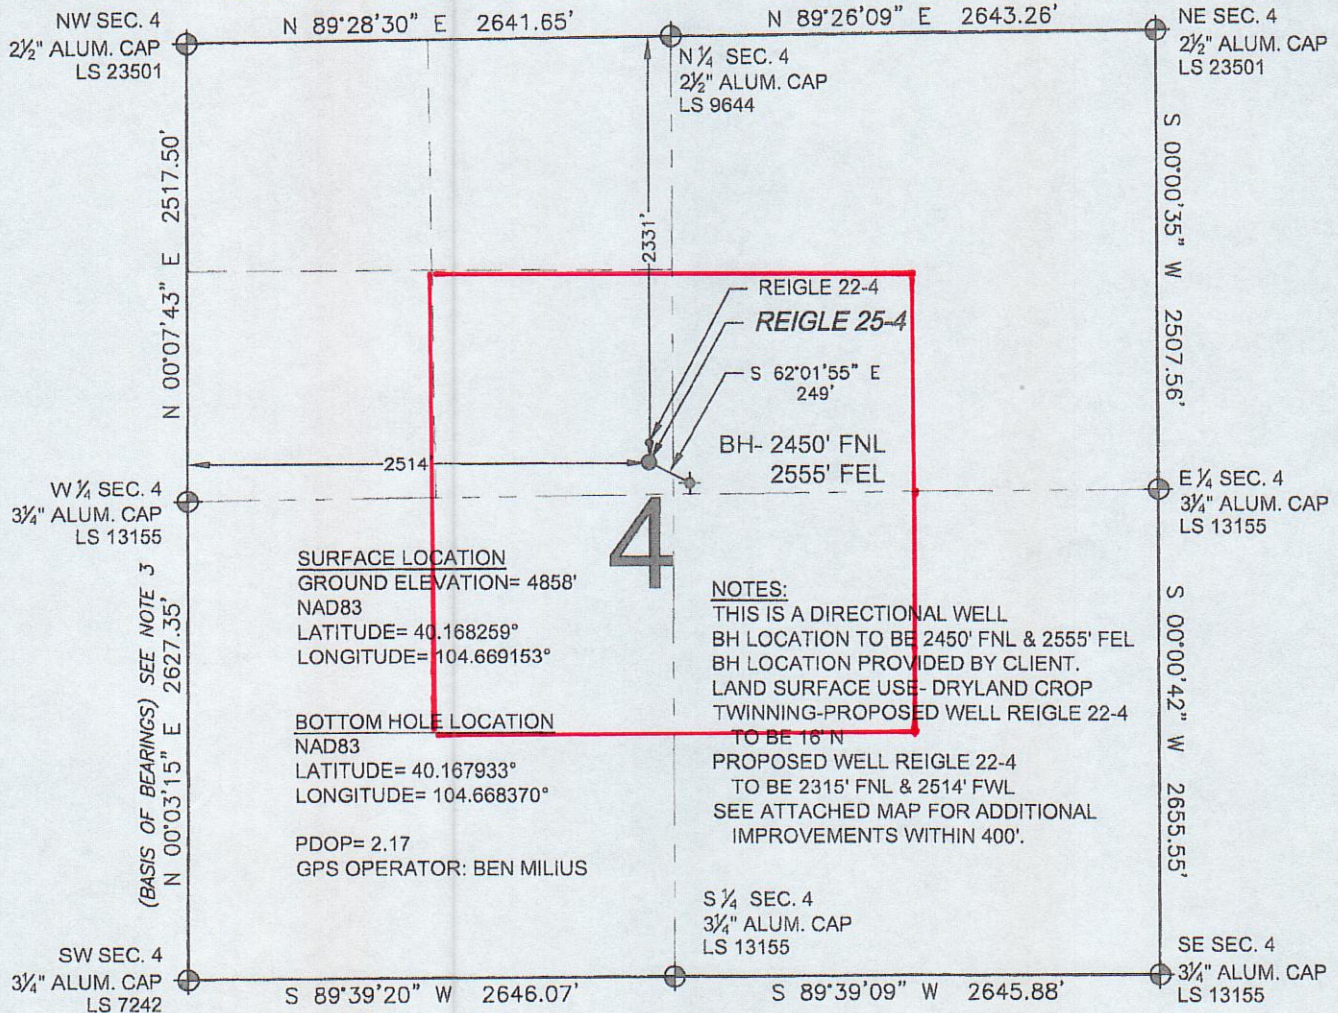 NW SEC. 4
2½" ALUM. CAP
LS 23501
N 89°28'30" E 2641.65'
N 89°26'09" E 2643.26'
NE SEC. 4
2½" ALUM. CAP
LS 23501
N ¼ SEC. 4
2½" ALUM. CAP
LS 9644
N 00°07'43" E 2517.50'
2331'
S 00°00'35" W 2507.56'
REIGLE 22-4
REIGLE 25-4
S 62°01'55" E
249'
BH- 2450' FNL
2555' FEL
2514
W ¼ SEC. 4
3¼" ALUM. CAP
LS 13155
E ¼ SEC. 4
3¼" ALUM. CAP
LS 13155
4
(BASIS OF BEARINGS) SEE NOTE 3
N 00°03'15" E 2627.35'
SURFACE LOCATION
GROUND ELEVATION= 4858'
NAD83
LATITUDE= 40.168259°
LONGITUDE= 104.669153°
BOTTOM HOLE LOCATION
NAD83
LATITUDE= 40.167933°
LONGITUDE= 104.668370°
PDOP= 2.17
GPS OPERATOR: BEN MILIUS
NOTES:
THIS IS A DIRECTIONAL WELL
BH LOCATION TO BE 2450' FNL & 2555' FEL
BH LOCATION PROVIDED BY CLIENT.
LAND SURFACE USE- DRYLAND CROP
TWINNING-PROPOSED WELL REIGLE 22-4
TO BE 16' N
PROPOSED WELL REIGLE 22-4
TO BE 2315' FNL & 2514' FWL
SEE ATTACHED MAP FOR ADDITIONAL
IMPROVEMENTS WITHIN 400'.
S 00°00'42" W 2655.55'
S ¼ SEC. 4
3¼" ALUM. CAP
LS 13155
SW SEC. 4
3¼" ALUM. CAP
LS 7242
S 89°39'20" W 2646.07'
S 89°39'09" W 2645.88'
SE SEC. 4
3¼" ALUM. CAP
LS 13155